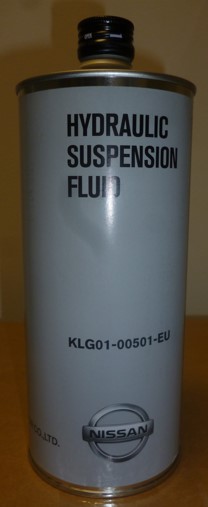 HYDRAULIC
SUSPENSION
FLUID
KLG01-00501-EU
CO.,LTD.
NISSAN